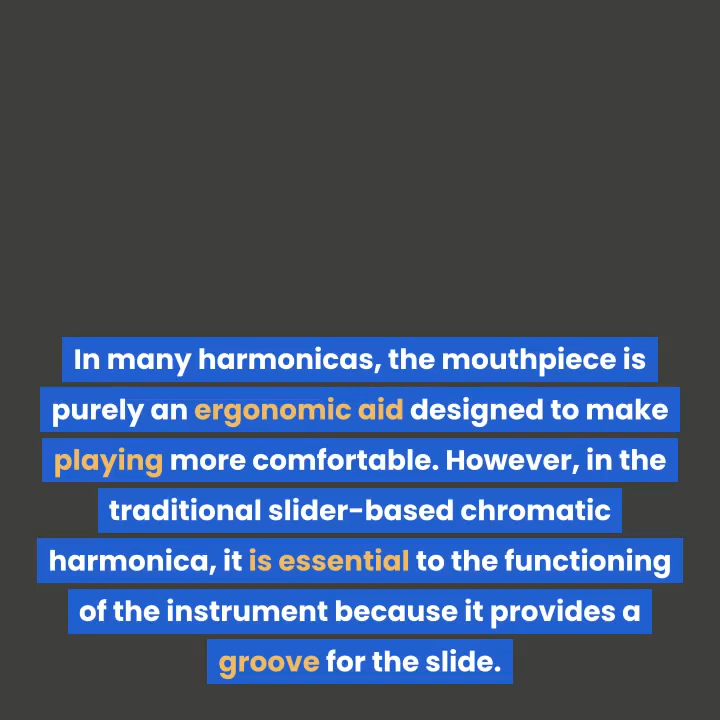 In many harmonicas, the mouthpiece is
purely an ergonomic aid designed to make
playing more comfortable. However, in the
traditional slider-based chromatic
harmonica, it is essential to the functioning
of the instrument because it provides a
groove for the slide.